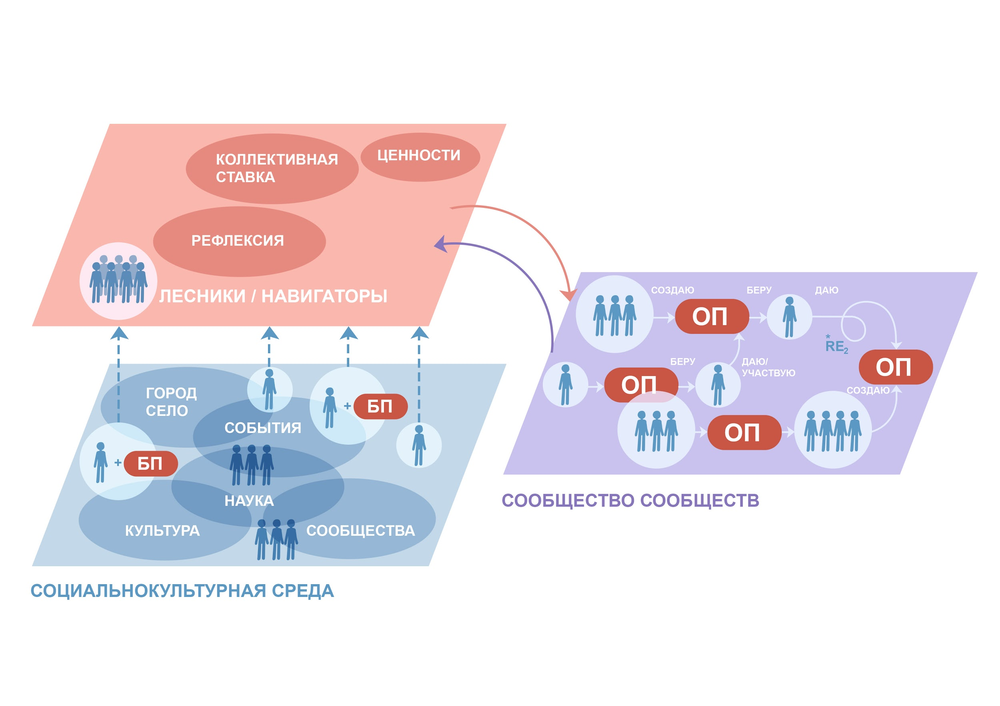 КОЛЛЕКТИВНАЯ
СТАВКА
ЦЕННОСТИ
РЕФЛЕКСИЯ
ЛЕСНИКИ / НАВИГАТОРЫ
ГОРОД
СЕЛО
СОБЫТИЯ
+ БП
+ БП
НАУКА
КУЛЬТУРА
СООБЩЕСТВА
СОЦИАЛЬНОКУЛЬТУРНАЯ СРЕДА
СОЗДАЮ
БЕРУ
ДАЮ
ОП
*
RE2
БЕРУ
ДАЮ/
УЧАСТВУЮ
ОП
ОП
СОЗДАЮ
ОП
СООБЩЕСТВО СООБЩЕСТВ